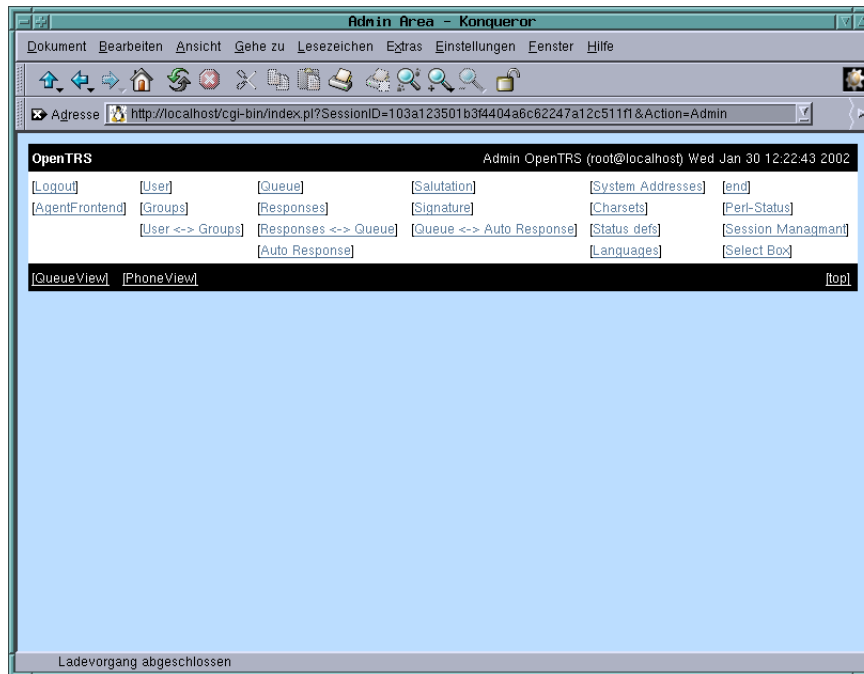 Admin Area - Konqueror
Dokument Bearbeiten Ansicht Gehe zu Lesezeichen Extras Einstellungen Fenster Hilfe
Adresse http://localhost/cgi-bin/index.pl?SessionID=103a123501b3f4404a6c62247a12c511f1&Action=Admin
OpenTRS Admin OpenTRS (root@localhost) Wed Jan 30 12:22:43 2002
[Logout] [User] [Queue] [Salutation] [System Addresses] [end]
[AgentFrontend] [Groups] [Responses] [Signature] [Charsets] [Perl-Status]
[User <-> Groups] [Responses <-> Queue] [Queue <-> Auto Response] [Status defs] [Session Managmant]
[Auto Response] [Languages] [Select Box]
[QueueView] [PhoneView] [top]
Ladevorgang abgeschlossen